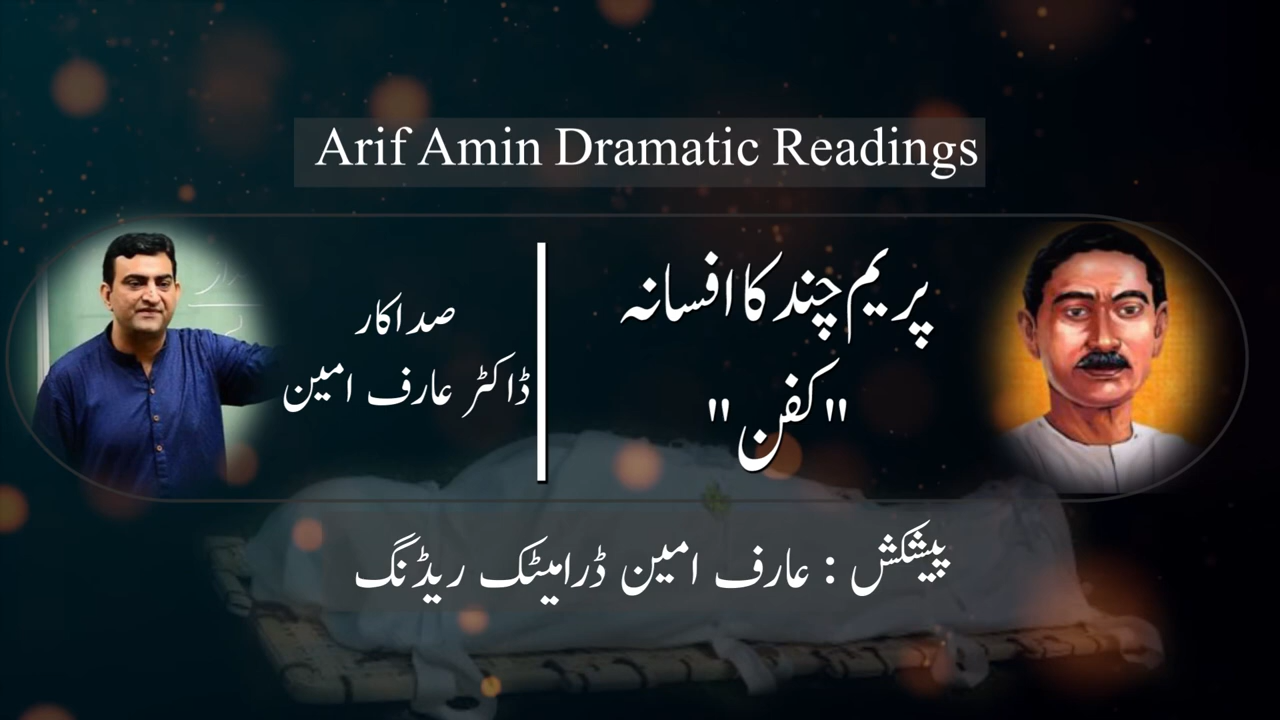 Arif Amin Dramatic Readings
پریم چند کا افسانہ
"کفن"
صداکار
ڈاکٹر عارف امین
پیشکش : عارف امین ڈرامیٹک ریڈنگ